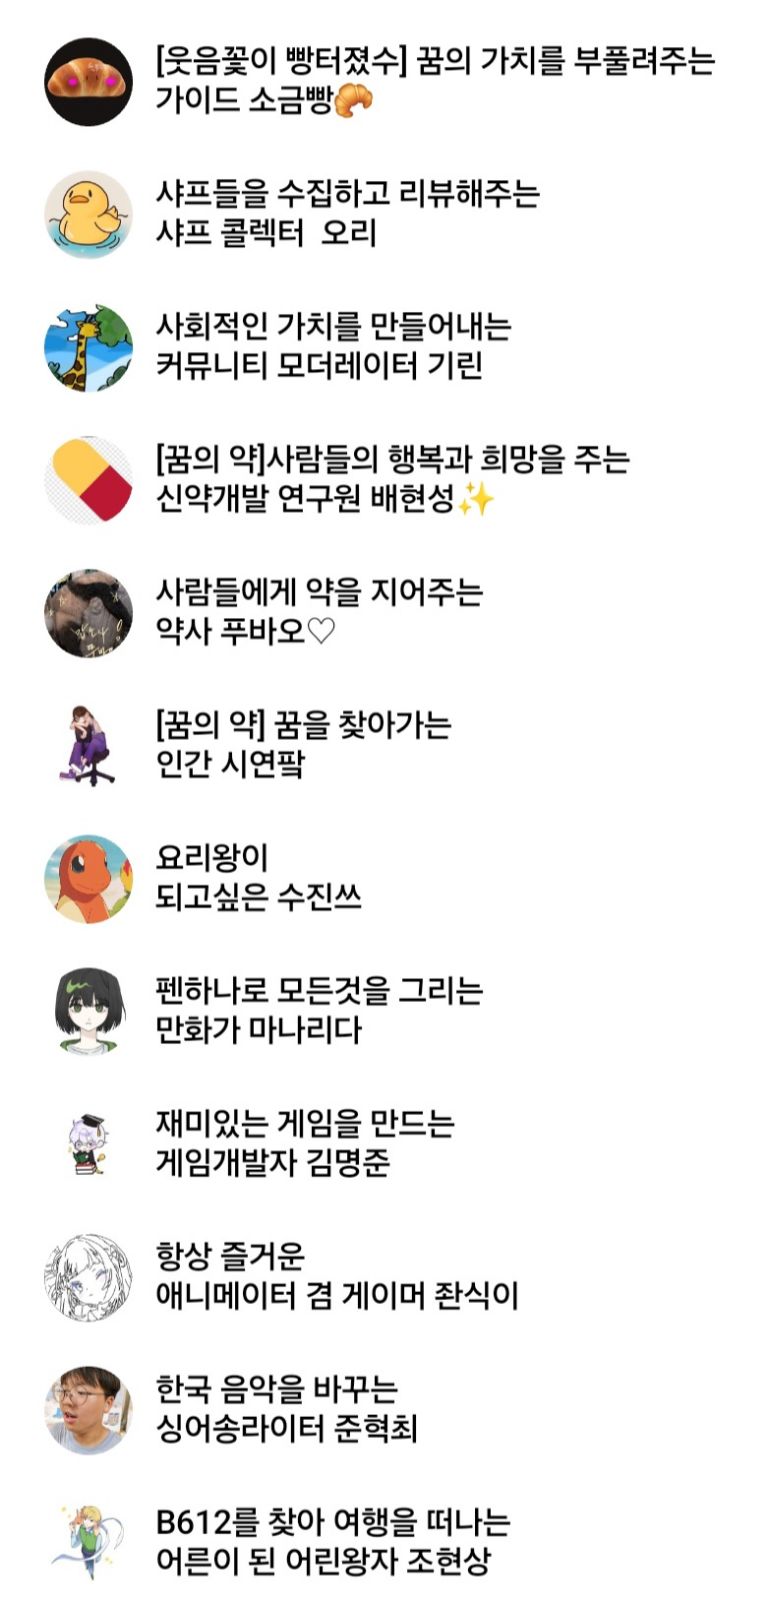 [웃음꽃이 빵터졌수] 꿈의 가치를 부풀려주는
가이드 소금빵🥐
샤프들을 수집하고 리뷰해주는
샤프 콜렉터 오리
사회적인 가치를 만들어내는
커뮤니티 모더레이터 기린
[꿈의 약]사람들의 행복과 희망을 주는
신약개발 연구원 배현성✨
사람들에게 약을 지어주는
약사 푸바오♡
[꿈의 약] 꿈을 찾아가는
인간 시연팤
요리왕이
되고싶은 수진쓰
펜하나로 모든것을 그리는
만화가 마나리다
재미있는 게임을 만드는
게임개발자 김명준
항상 즐거운
애니메이터 겸 게이머 좐식이
한국 음악을 바꾸는
싱어송라이터 준혁최
B612를 찾아 여행을 떠나는
어른이 된 어린왕자 조현상